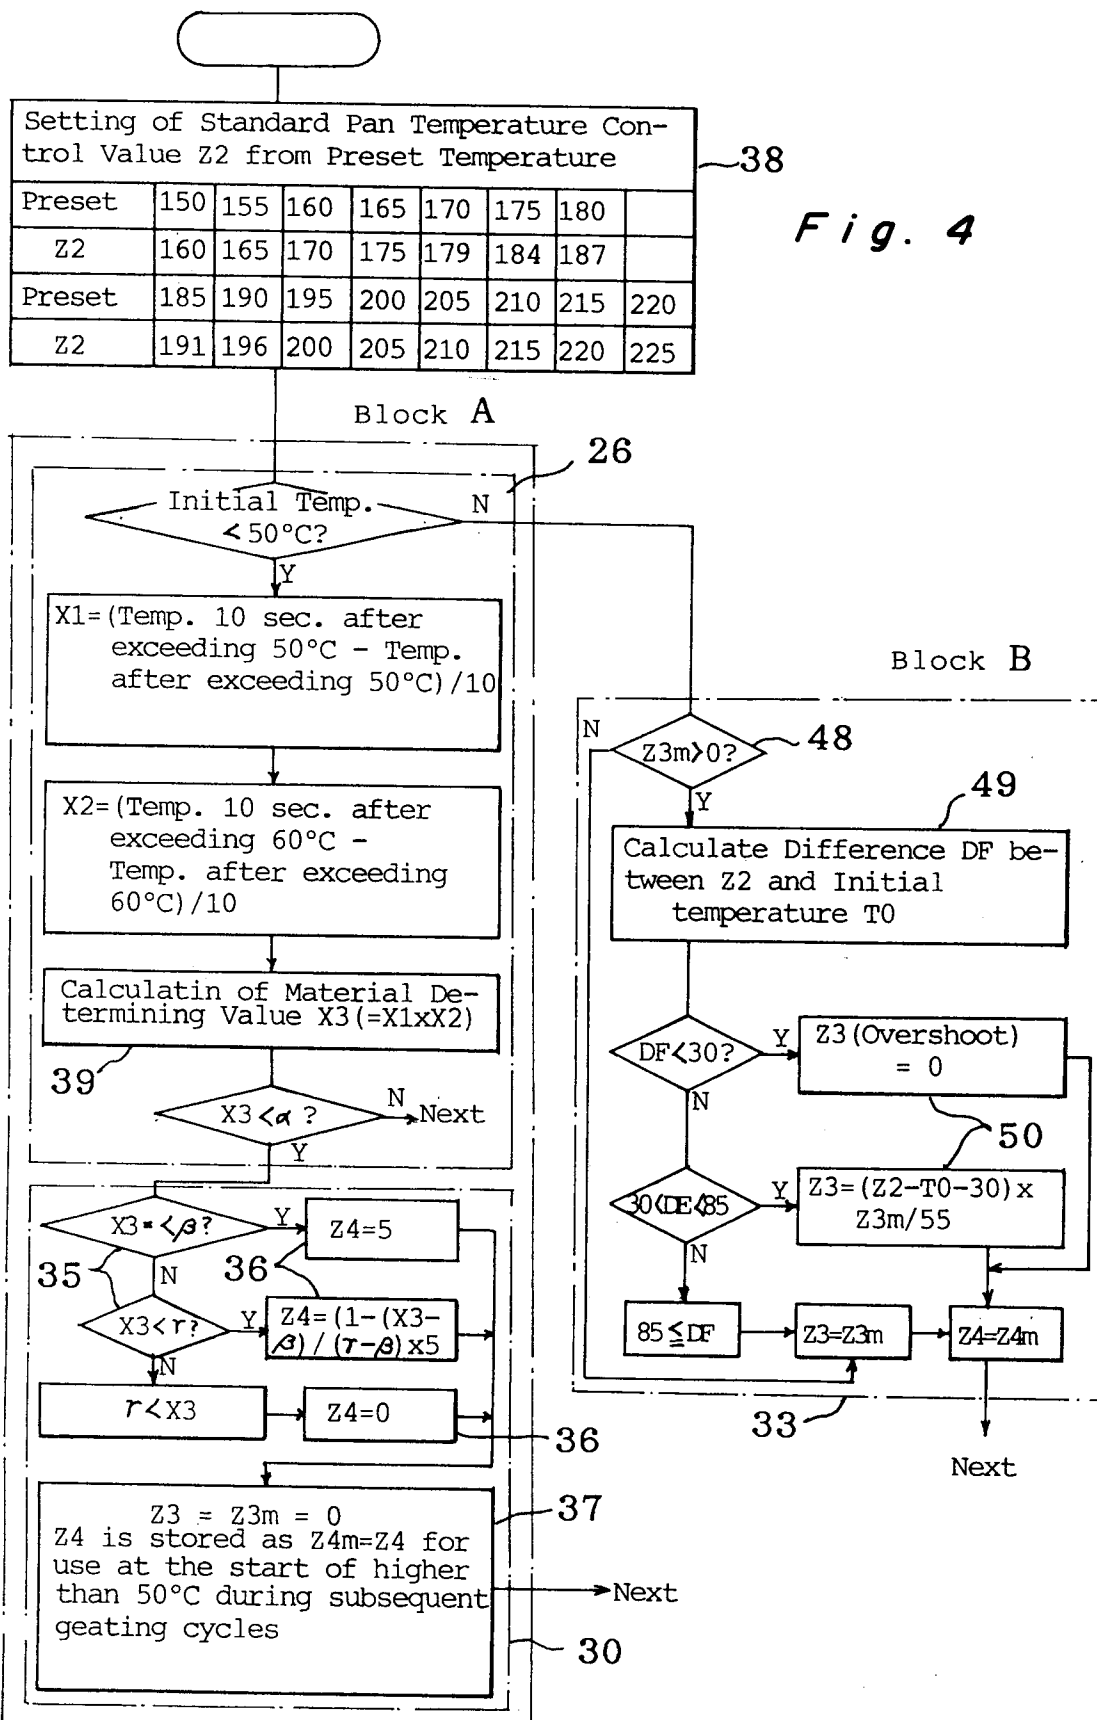 Setting of Standard Pan Temperature Con-
trol Value Z2 from Preset Temperature
38
Preset 150 155 160 165 170 175 180
Z2 160 165 170 175 179 184 187
Preset 185 190 195 200 205 210 215 220
Z2 191 196 200 205 210 215 220 225
Fig. 4
Block A
26
Initial Temp.
< 50°C?
N
Y
X1=(Temp. 10 sec. after
exceeding 50°C - Temp.
after exceeding 50°C)/10
X2=(Temp. 10 sec. after
exceeding 60°C -
Temp. after exceeding
60°C)/10
Calculatin of Material De-
termining Value X3(=X1xX2)
39
X3<α?
N
Next
Y
X3=<β?
Y
Z4=5
35
N
36
X3<r?
Y
Z4=(1-(X3-
β)/(r-β)x5
N
r<X3
Z4=0
36
Z3 = Z3m = 0
Z4 is stored as Z4m=Z4 for
use at the start of higher
than 50°C during subsequent
geating cycles
37
Next
30
Block B
N
Z3m>0?
48
Y
49
Calculate Difference DF be-
tween Z2 and Initial
temperature T0
DF<30?
Y
Z3(Overshoot)
= 0
N
50
30<DE<85
Y
Z3=(Z2-T0-30)x
Z3m/55
N
85≦DF
Z3=Z3m
Z4=Z4m
33
Next